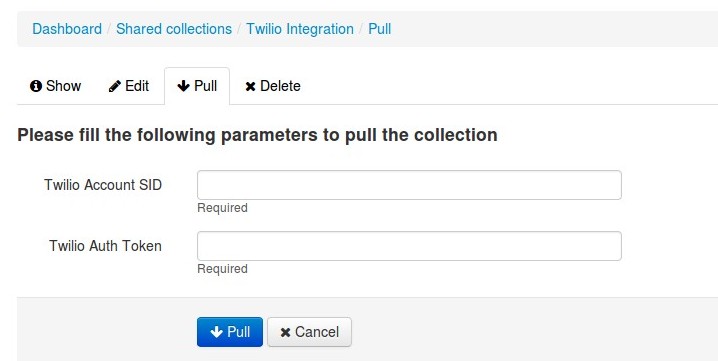 Dashboard / Shared collections / Twilio Integration / Pull
Show Edit Pull Delete
Please fill the following parameters to pull the collection
Twilio Account SID
Required
Twilio Auth Token
Required
Pull Cancel